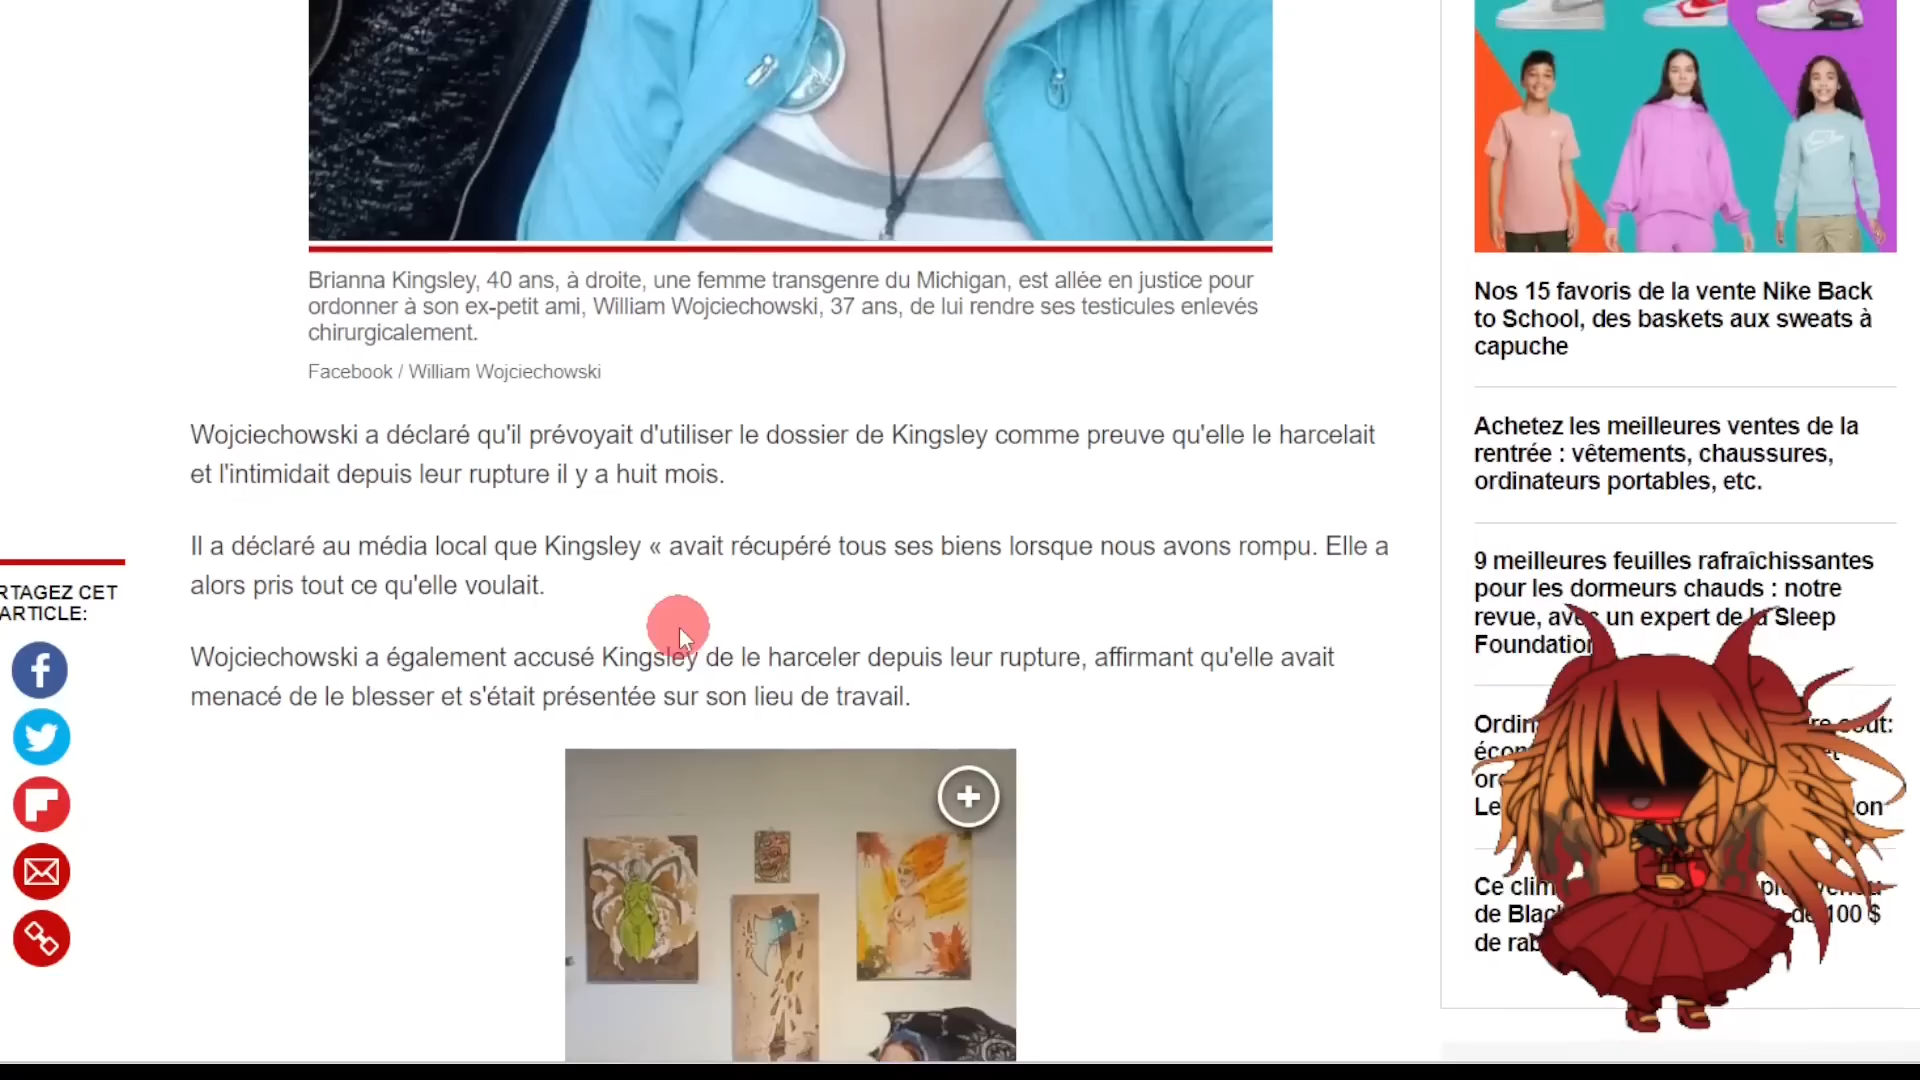 Brianna Kingsley, 40 ans, à droite, une femme transgenre du Michigan, est allée en justice pour
ordonner à son ex-petit ami, William Wojciechowski, 37 ans, de lui rendre ses testicules enlevés
chirurgicalement.
Facebook / William Wojciechowski
Wojciechowski a déclaré qu'il prévoyait d'utiliser le dossier de Kingsley comme preuve qu'elle le harcelait
et l'intimidait depuis leur rupture il y a huit mois.
Il a déclaré au média local que Kingsley « avait récupéré tous ses biens lorsque nous avons rompu. Elle a
alors pris tout ce qu'elle voulait.
Wojciechowski a également accusé Kingsley de le harceler depuis leur rupture, affirmant qu'elle avait
menacé de le blesser et s'était présentée sur son lieu de travail.
RTAGEZ CET
ARTICLE:
Nos 15 favoris de la vente Nike Back
to School, des baskets aux sweats à
capuche
Achetez les meilleures ventes de la
rentrée : vêtements, chaussures,
ordinateurs portables, etc.
9 meilleures feuilles rafraîchissantes
pour les dormeurs chauds : notre
revue, avec un expert de la Sleep
Foundation
Ce
de
de 100 $
de